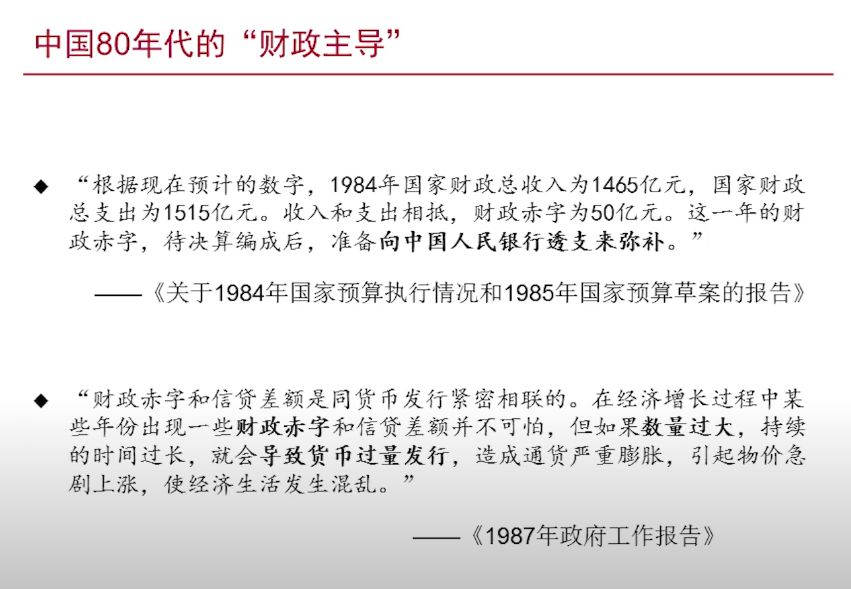 中国80年代的“财政主导”
◆ “根据现在预计的数字，1984年国家财政总收入为1465亿元，国家财政
总支出为1515亿元。收入和支出相抵，财政赤字为50亿元。这一年的财
政赤字，待决算编成后，准备向中国人民银行透支来弥补。”
——《关于1984年国家预算执行情况和1985年国家预算草案的报告》
◆ “财政赤字和信贷差额是同货币发行紧密相联的。在经济增长过程中某
些年份出现一些财政赤字和信贷差额并不可怕，但如果数量过大，持续
的时间过长，就会导致货币过量发行，造成通货严重膨胀，引起物价急
剧上涨，使经济生活发生混乱。”
——《1987年政府工作报告》